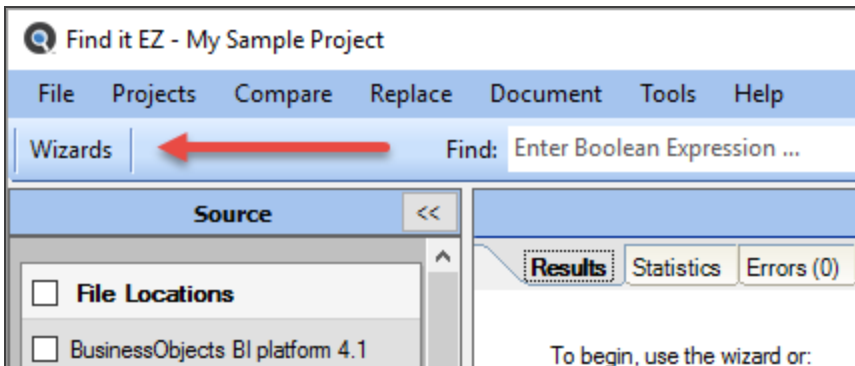 Find it EZ - My Sample Project
File Projects Compare Replace Document Tools Help
Wizards Find: Enter Boolean Expression ...
Source <<
Results Statistics Errors (0)
File Locations
BusinessObjects BI platform 4.1
To begin, use the wizard or: